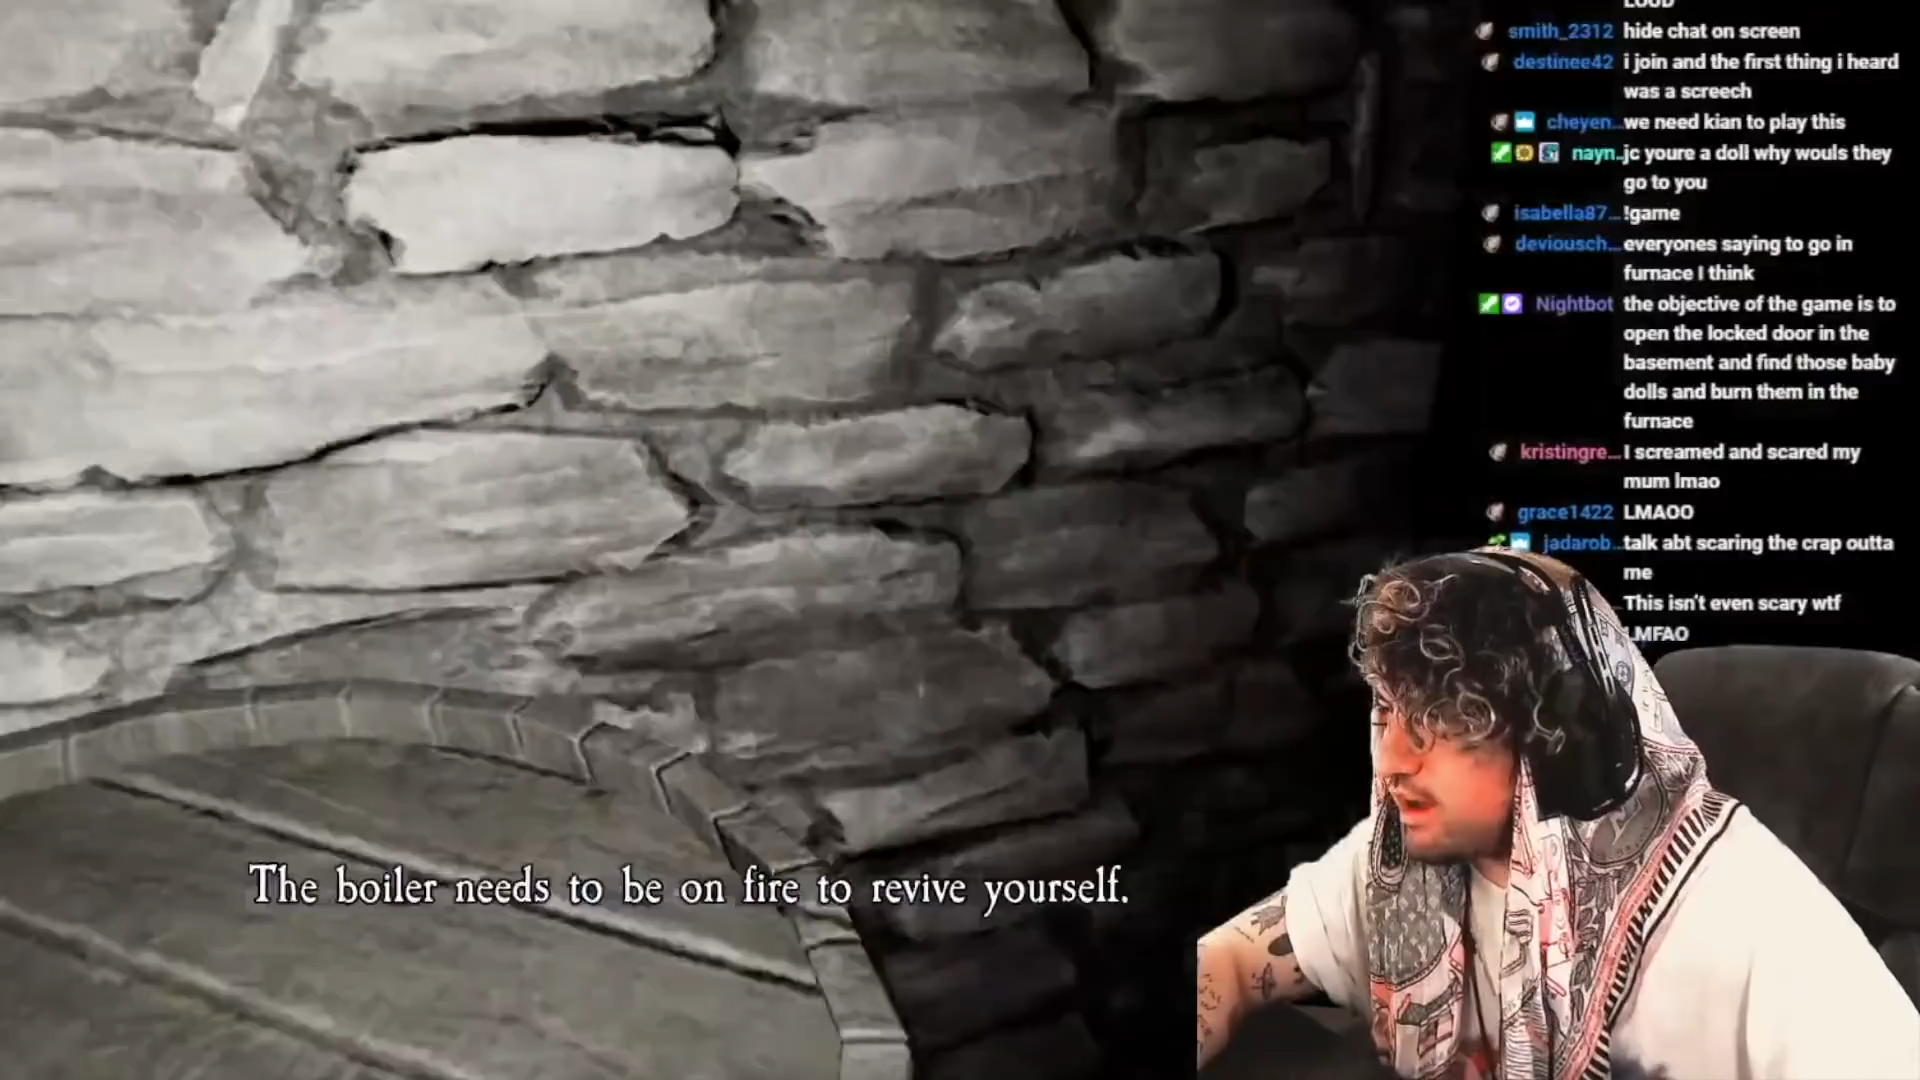 LOUD
smith_2312 hide chat on screen
destinee42 i join and the first thing i heard
was a screech
cheyen... we need kian to play this
nayn.. jc youre a doll why wouls they
go to you
isabella87... !game
deviousch... everyones saying to go in
furnace I think
Nightbot the objective of the game is to
open the locked door in the
basement and find those baby
dolls and burn them in the
furnace
kristingre... I screamed and scared my
mum lmao
grace1422 LMAOO
jadarob... talk abt scaring the crap outta
me
This isn't even scary wtf
LMFAO
The boiler needs to be on fire to revive yourself.